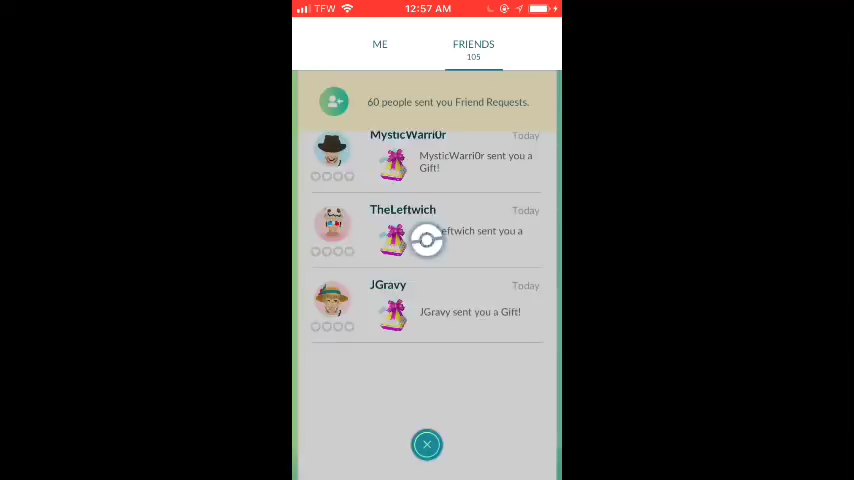 TFW 12:57 AM
ME FRIENDS
105
60 people sent you Friend Requests.
MysticWarri0r Today
MysticWarri0r sent you a
Gift!
TheLeftwich Today
eftwich sent you a
JGravy Today
JGravy sent you a Gift!